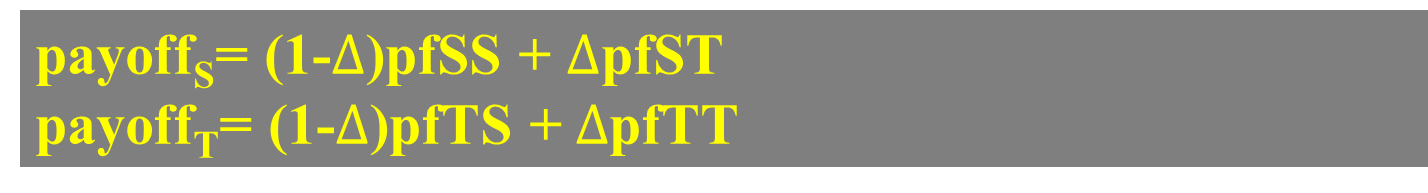 payoffS= (1-Δ)pfSS + ΔpfST
payoffT= (1-Δ)pfTS + ΔpfTT